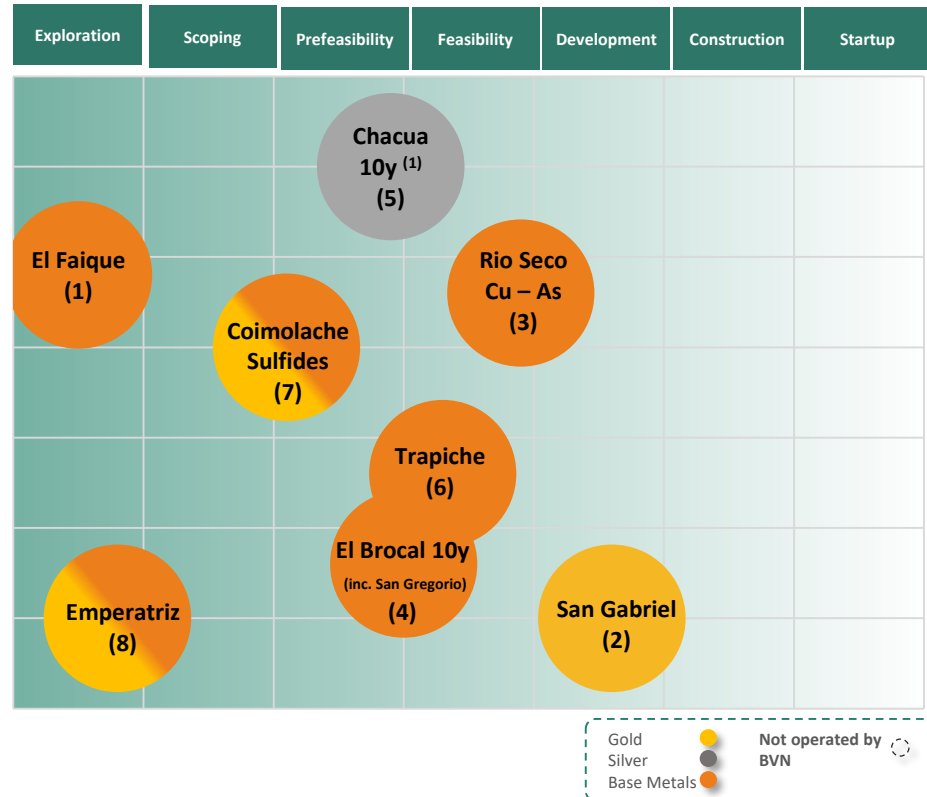 Exploration
Scoping
Prefeasibility
Feasibility
Development
Construction
Startup
Chacua
10y (1)
(5)
El Faique
(1)
Rio Seco
Cu – As
(3)
Coimolache
Sulfides
(7)
Trapiche
(6)
El Brocal 10y
(inc. San Gregorio)
(4)
Emperatriz
(8)
San Gabriel
(2)
Gold
Silver
Base Metals
Not operated by
BVN